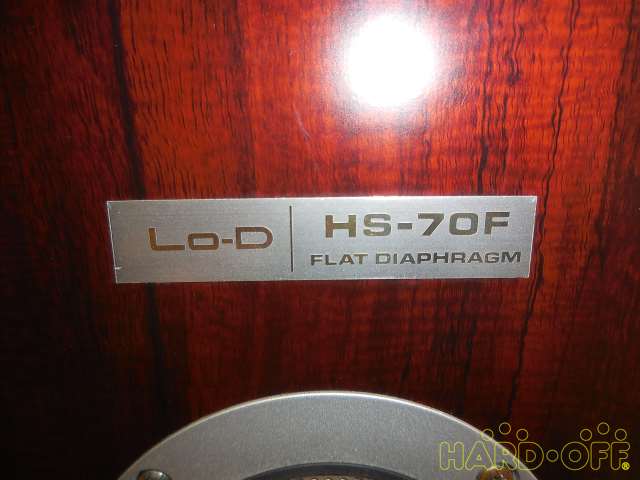 Lo-D
HS-70F
FLAT DIAPHRAGM
HARD·OFF